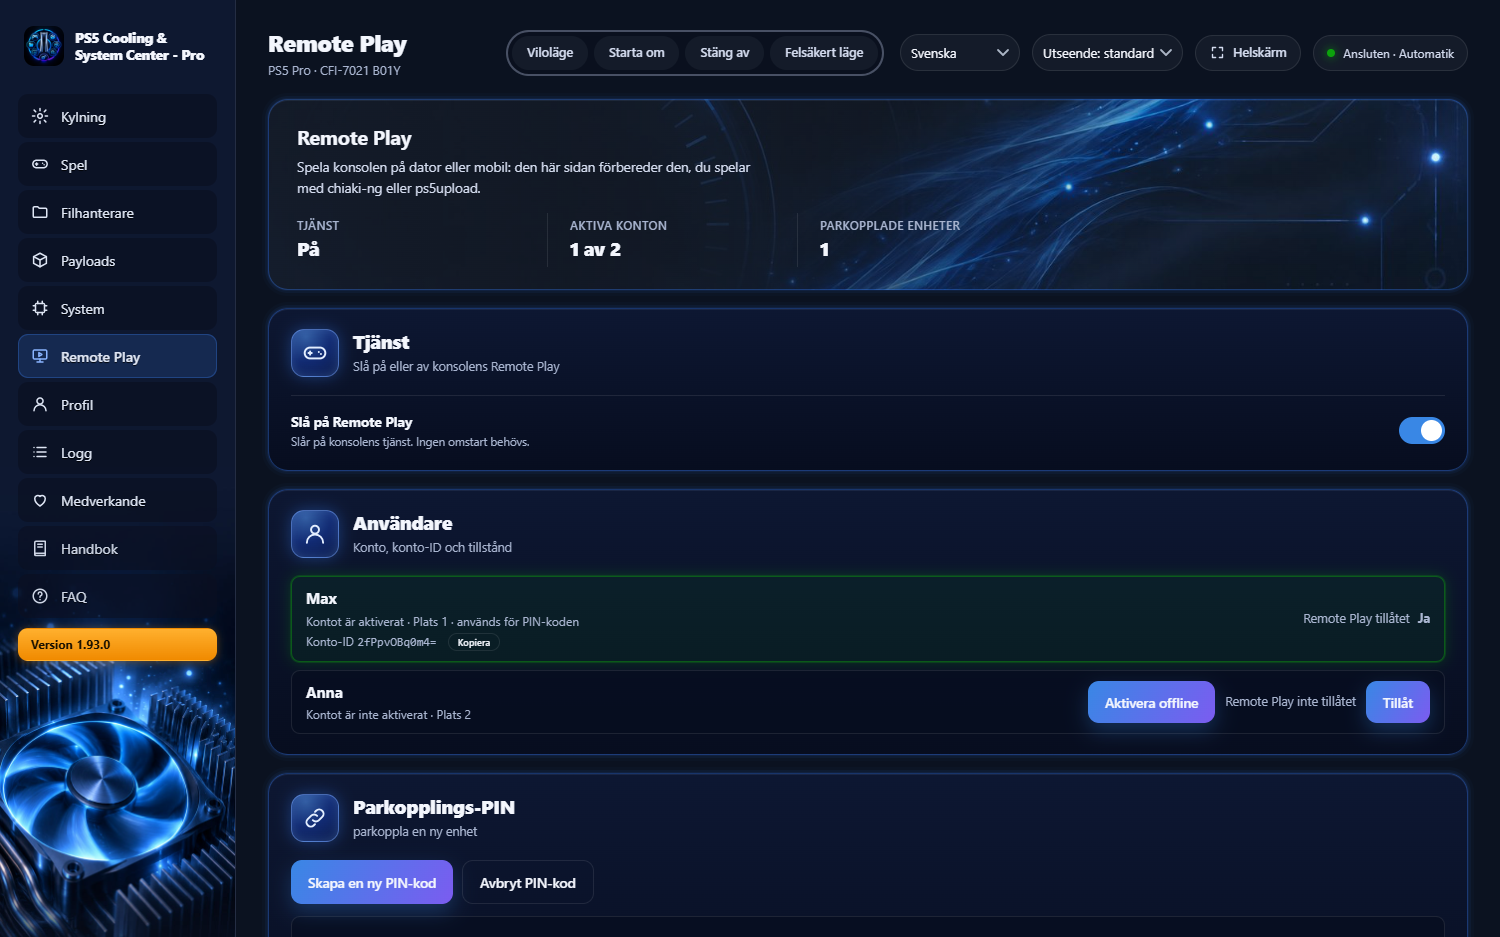 PS5 Cooling &
System Center - Pro
Kylning
Spel
Filhanterare
Payloads
System
Remote Play
Profil
Logg
Medverkande
Handbok
FAQ
Version 1.93.0
Remote Play
PS5 Pro · CFI-7021 B01Y
Viloläge
Starta om
Stäng av
Felsäkert läge
Svenska
Utseende: standard
Helskärm
Ansluten · Automatik
Remote Play
Spela konsolen på dator eller mobil: den här sidan förbereder den, du spelar
med chiaki-ng eller ps5upload.
TJÄNST
På
AKTIVA KONTON
1 av 2
PARKOPPLADE ENHETER
1
Tjänst
Slå på eller av konsolens Remote Play
Slå på Remote Play
Slår på konsolens tjänst. Ingen omstart behövs.
Användare
Konto, konto-ID och tillstånd
Max
Kontot är aktiverat · Plats 1 · används för PIN-koden
Konto-ID 2fPpvOBq0m4= Kopiera
Remote Play tillåtet Ja
Anna
Kontot är inte aktiverat · Plats 2
Aktivera offline
Remote Play inte tillåtet
Tillåt
Parkopplings-PIN
parkoppla en ny enhet
Skapa en ny PIN-kod
Avbryt PIN-kod